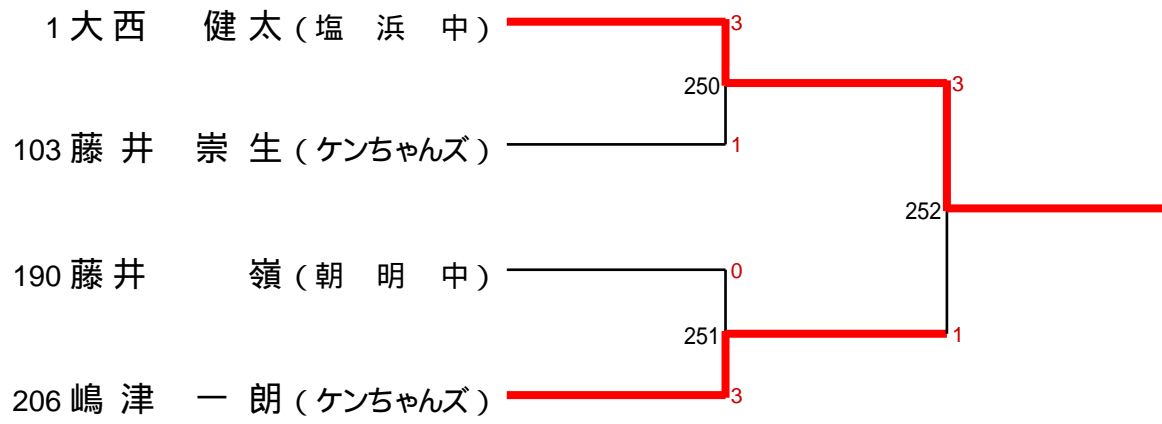 1 大西 健太 (塩 浜 中) 3
250 3
103 藤井 崇生 (ケンちゃんズ) 1
252
190 藤井 嶺 (朝 明 中) 0
251 1
206 嶋津 一朗 (ケンちゃんズ) 3